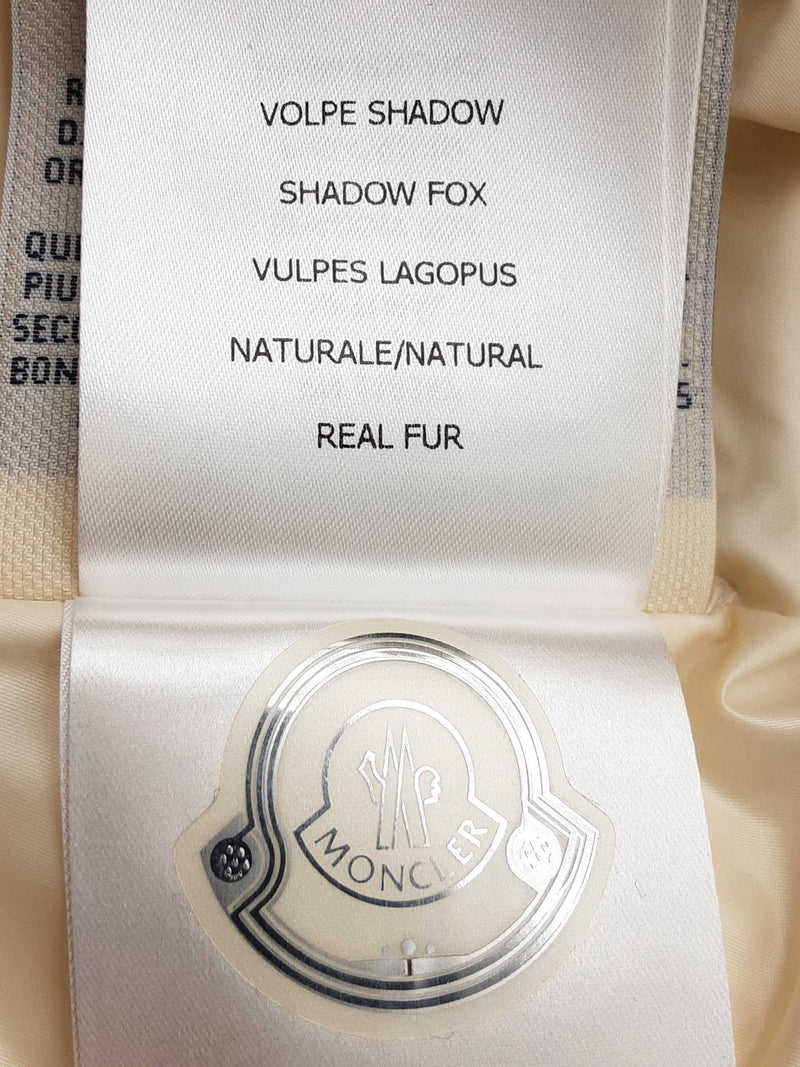 VOLPE SHADOW
SHADOW FOX
VULPES LAGOPUS
NATURALE/NATURAL
REAL FUR
MONCLER